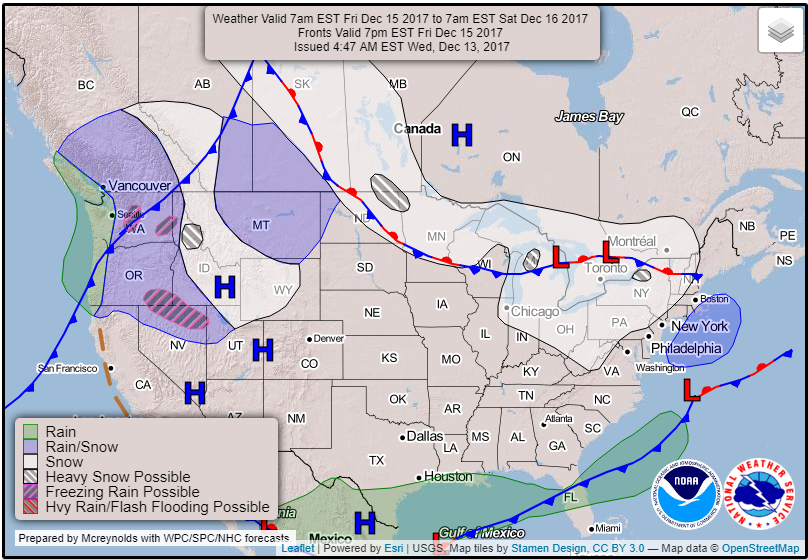 Weather Valid 7am EST Fri Dec 15 2017 to 7am EST Sat Dec 16 2017
Fronts Valid 7pm EST Fri Dec 15 2017
Issued 4:47 AM EST Wed, Dec 13, 2017
BC
AB
SK
MB
Canada
H
James Bay
QC
ON
Vancouver
Seattle
WA
MT
ND
MN
Montréal
NB
PE
NS
OR
ID
H
WY
SD
WI
L
L
Toronto
NH
NY
Boston
Chicago
NE
IA
PA
New York
Philadelphia
NV
UT
H
Denver
CO
KS
MO
IL
IN
OH
Washington
San Francisco
CA
H
KY
VA
L
AZ
NM
OK
AR
TN
NC
Atlanta
SC
Dallas
LA
MS
AL
GA
TX
Houston
FL
Miami
Mexico
H
L
Gulf of Mexico
Rain
Rain/Snow
Snow
Heavy Snow Possible
Freezing Rain Possible
Hvy Rain/Flash Flooding Possible
NOAA
NATIONAL WEATHER SERVICE
Prepared by Mcreynolds with WPC/SPC/NHC forecasts
Leaflet | Powered by Esri | USGS, Map tiles by Stamen Design, CC BY 3.0 — Map data © OpenStreetMap